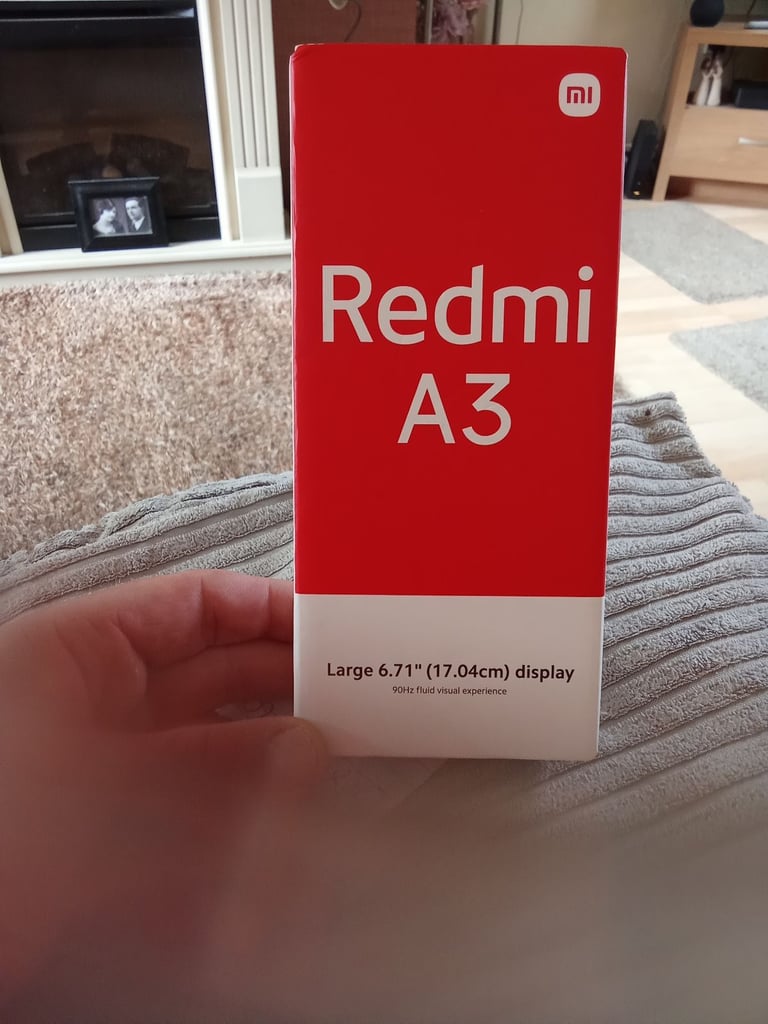 mi
Redmi
A3
Large 6.71" (17.04cm) display
90Hz fluid visual experience